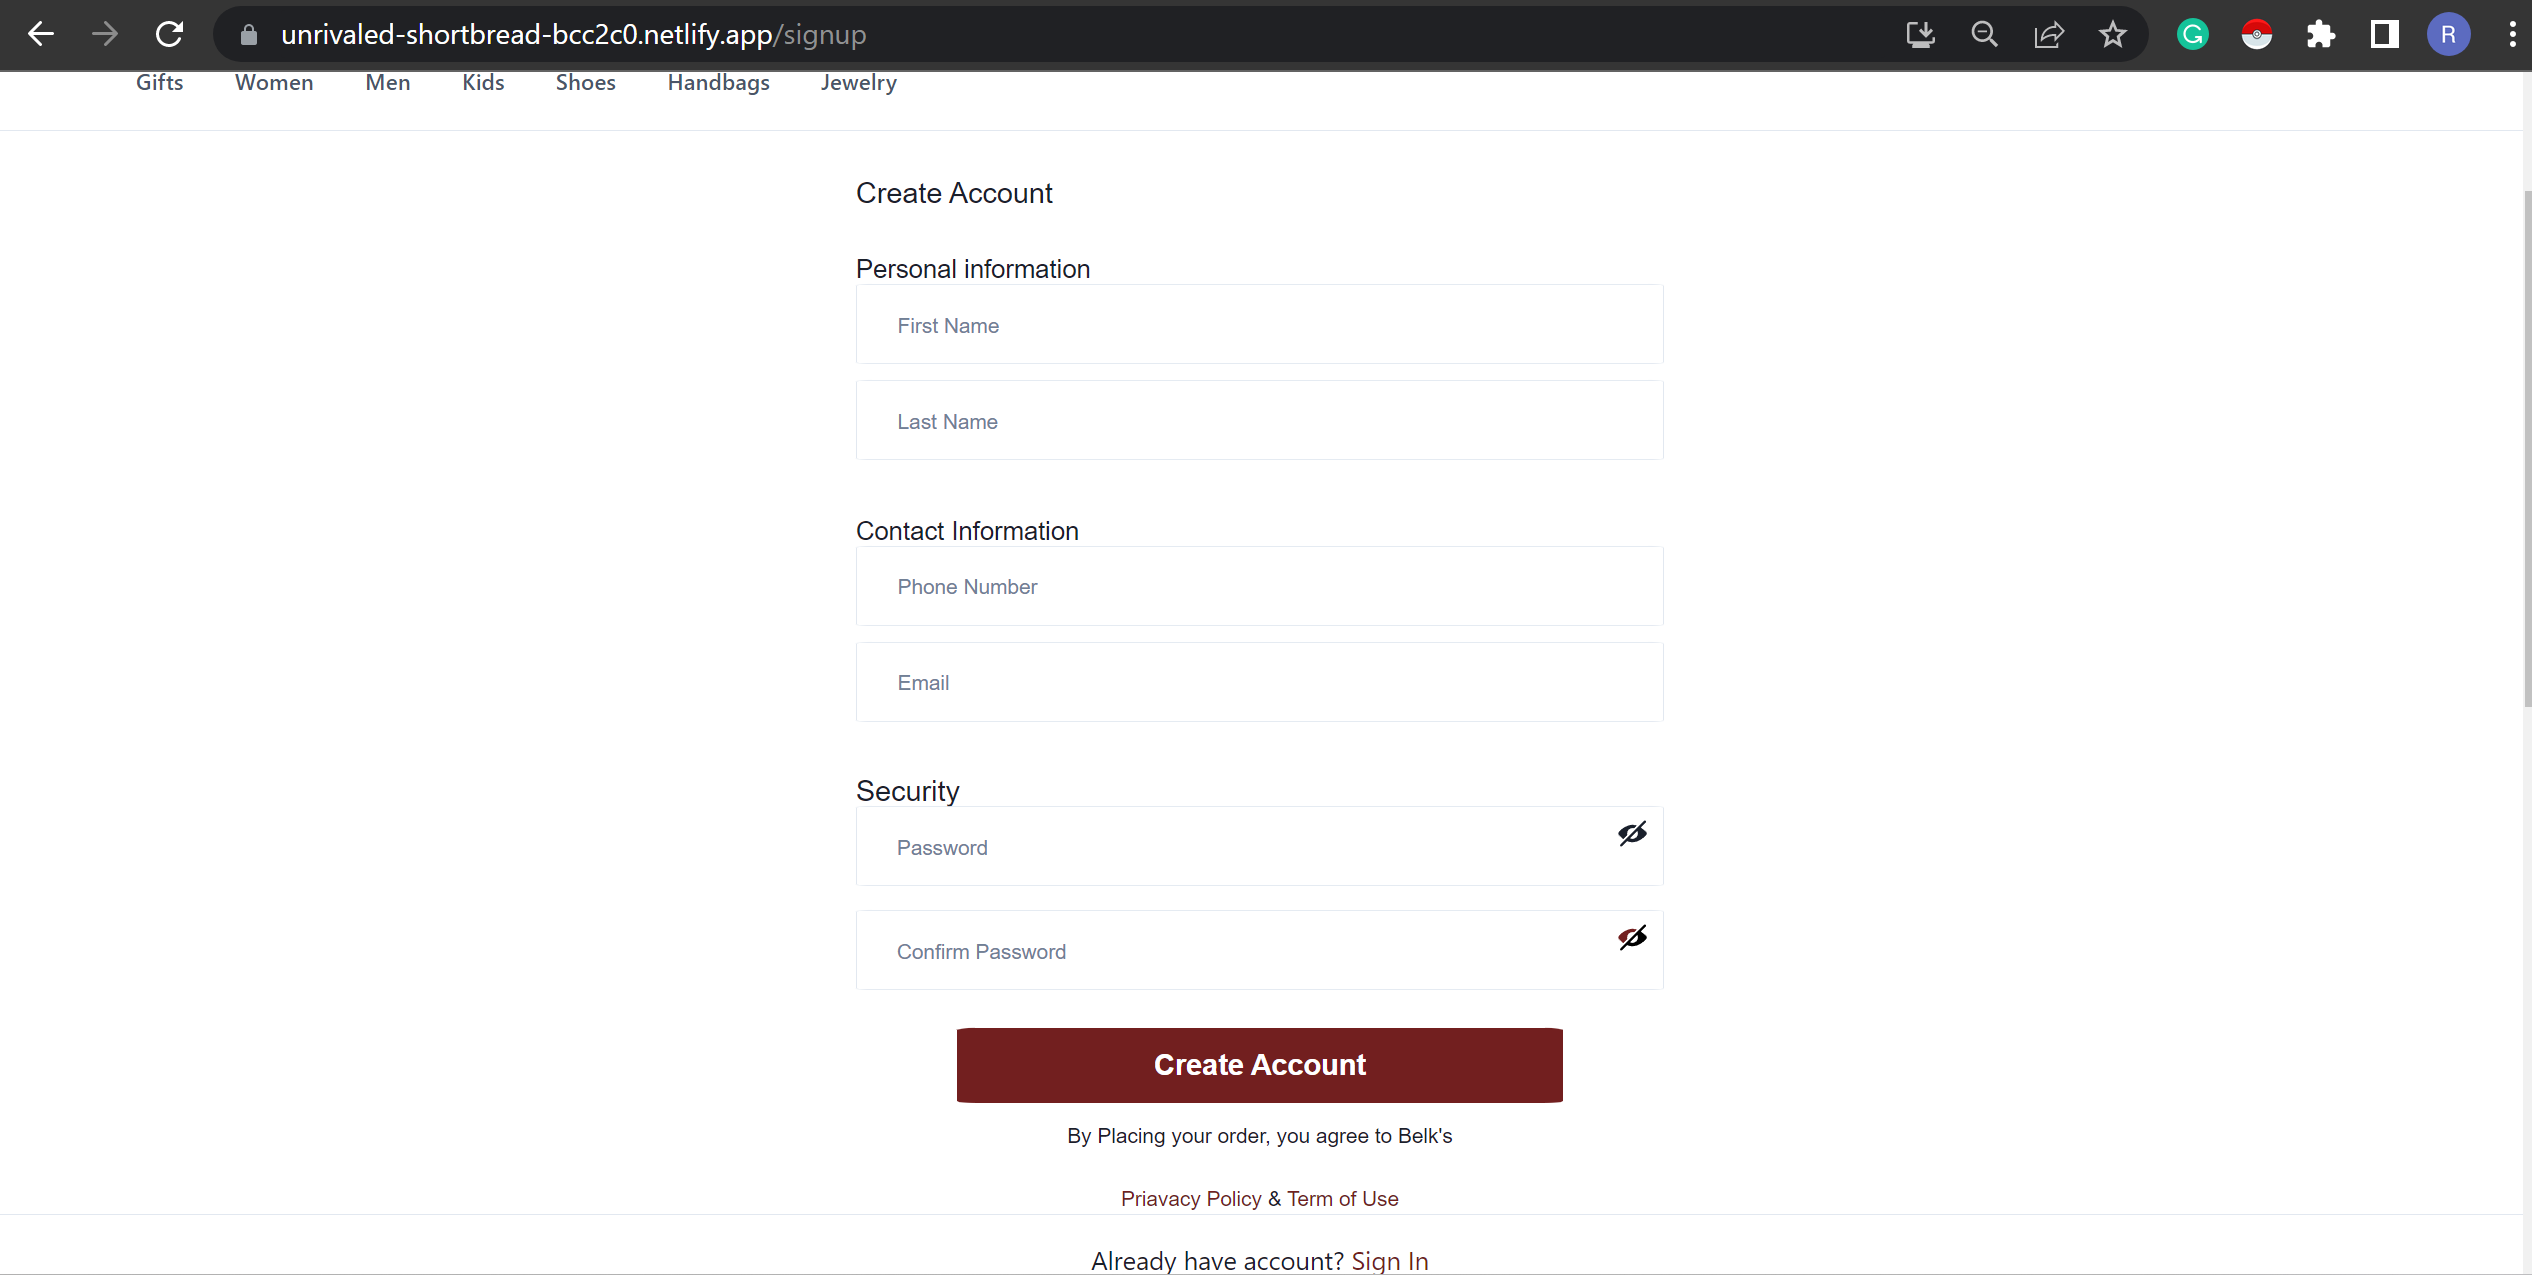 unrivaled-shortbread-bcc2c0.netlify.app/signup
G
R
Gifts Women Men Kids Shoes Handbags Jewelry
Create Account
Personal information
First Name
Last Name
Contact Information
Phone Number
Email
Security
Password
Confirm Password
Create Account
By Placing your order, you agree to Belk's
Priavacy Policy & Term of Use
Already have account? Sign In